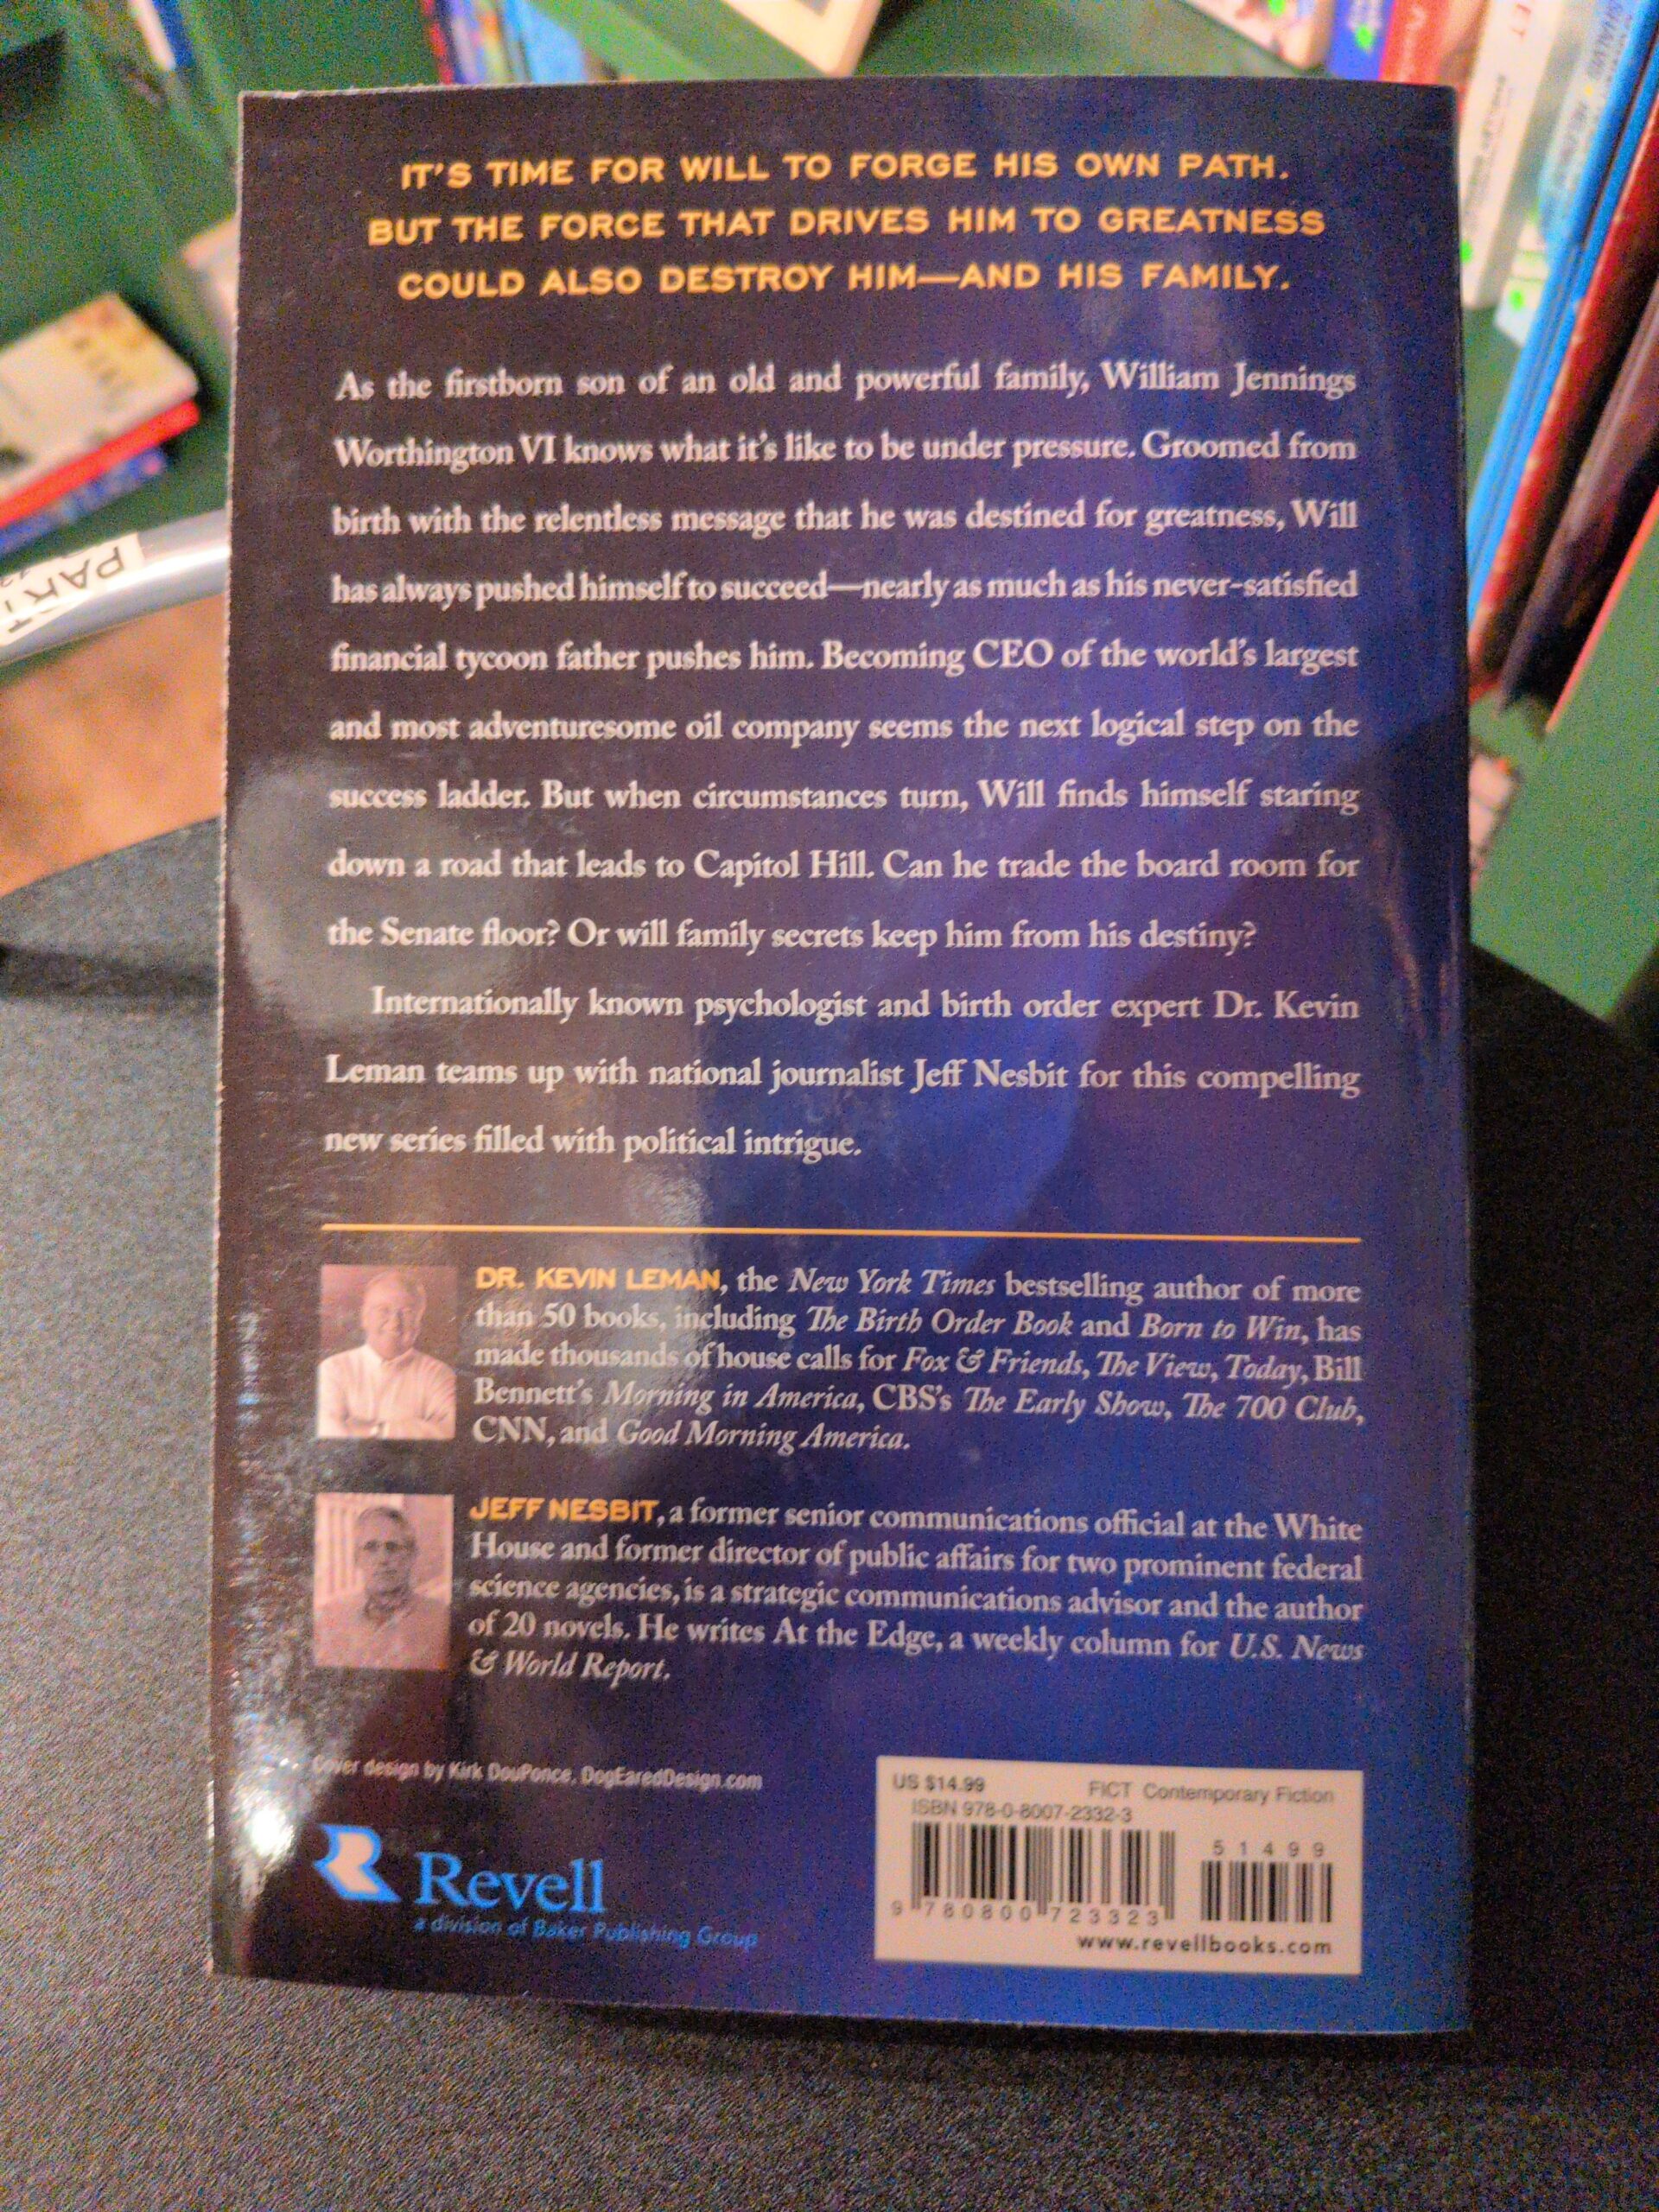 IT'S TIME FOR WILL TO FORGE HIS OWN PATH.
BUT THE FORCE THAT DRIVES HIM TO GREATNESS
COULD ALSO DESTROY HIM—AND HIS FAMILY.
As the firstborn son of an old and powerful family, William Jennings
Worthington VI knows what it's like to be under pressure. Groomed from
birth with the relentless message that he was destined for greatness, Will
has always pushed himself to succeed—nearly as much as his never-satisfied
financial tycoon father pushes him. Becoming CEO of the world's largest
and most adventuresome oil company seems the next logical step on the
success ladder. But when circumstances turn, Will finds himself staring
down a road that leads to Capitol Hill. Can he trade the board room for
the Senate floor? Or will family secrets keep him from his destiny?
Internationally known psychologist and birth order expert Dr. Kevin
Leman teams up with national journalist Jeff Nesbit for this compelling
new series filled with political intrigue.
DR. KEVIN LEMAN, the New York Times bestselling author of more
than 50 books, including The Birth Order Book and Born to Win, has
made thousands of house calls for Fox & Friends, The View, Today, Bill
Bennett's Morning in America, CBS's The Early Show, The 700 Club,
CNN, and Good Morning America.
JEFF NESBIT, a former senior communications official at the White
House and former director of public affairs for two prominent federal
science agencies, is a strategic communications advisor and the author
of 20 novels. He writes At the Edge, a weekly column for U.S. News
& World Report.
Cover design by Kirk DouPonce, DogEaredDesign.com
Revell
a division of Baker Publishing Group
US $14.99 FICT Contemporary Fiction
ISBN 978-0-8007-2332-3
51499
9 780800 723323
www.revellbooks.com